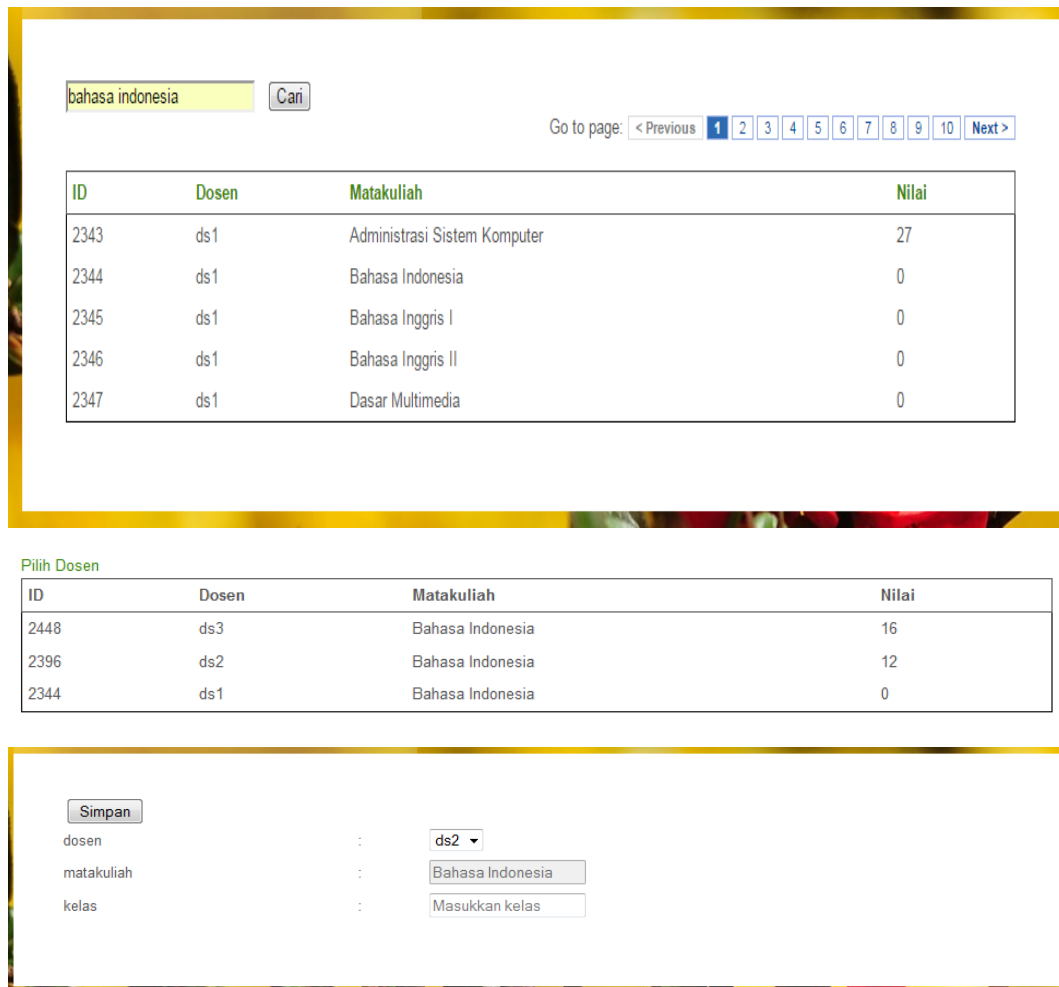 bahasa indonesia Cari
Go to page: < Previous 1 2 3 4 5 6 7 8 9 10 Next >
ID Dosen Matakuliah Nilai
2343 ds1 Administrasi Sistem Komputer 27
2344 ds1 Bahasa Indonesia 0
2345 ds1 Bahasa Inggris I 0
2346 ds1 Bahasa Inggris II 0
2347 ds1 Dasar Multimedia 0
Pilih Dosen
ID Dosen Matakuliah Nilai
2448 ds3 Bahasa Indonesia 16
2396 ds2 Bahasa Indonesia 12
2344 ds1 Bahasa Indonesia 0
Simpan
dosen : ds2
matakuliah : Bahasa Indonesia
kelas : Masukkan kelas